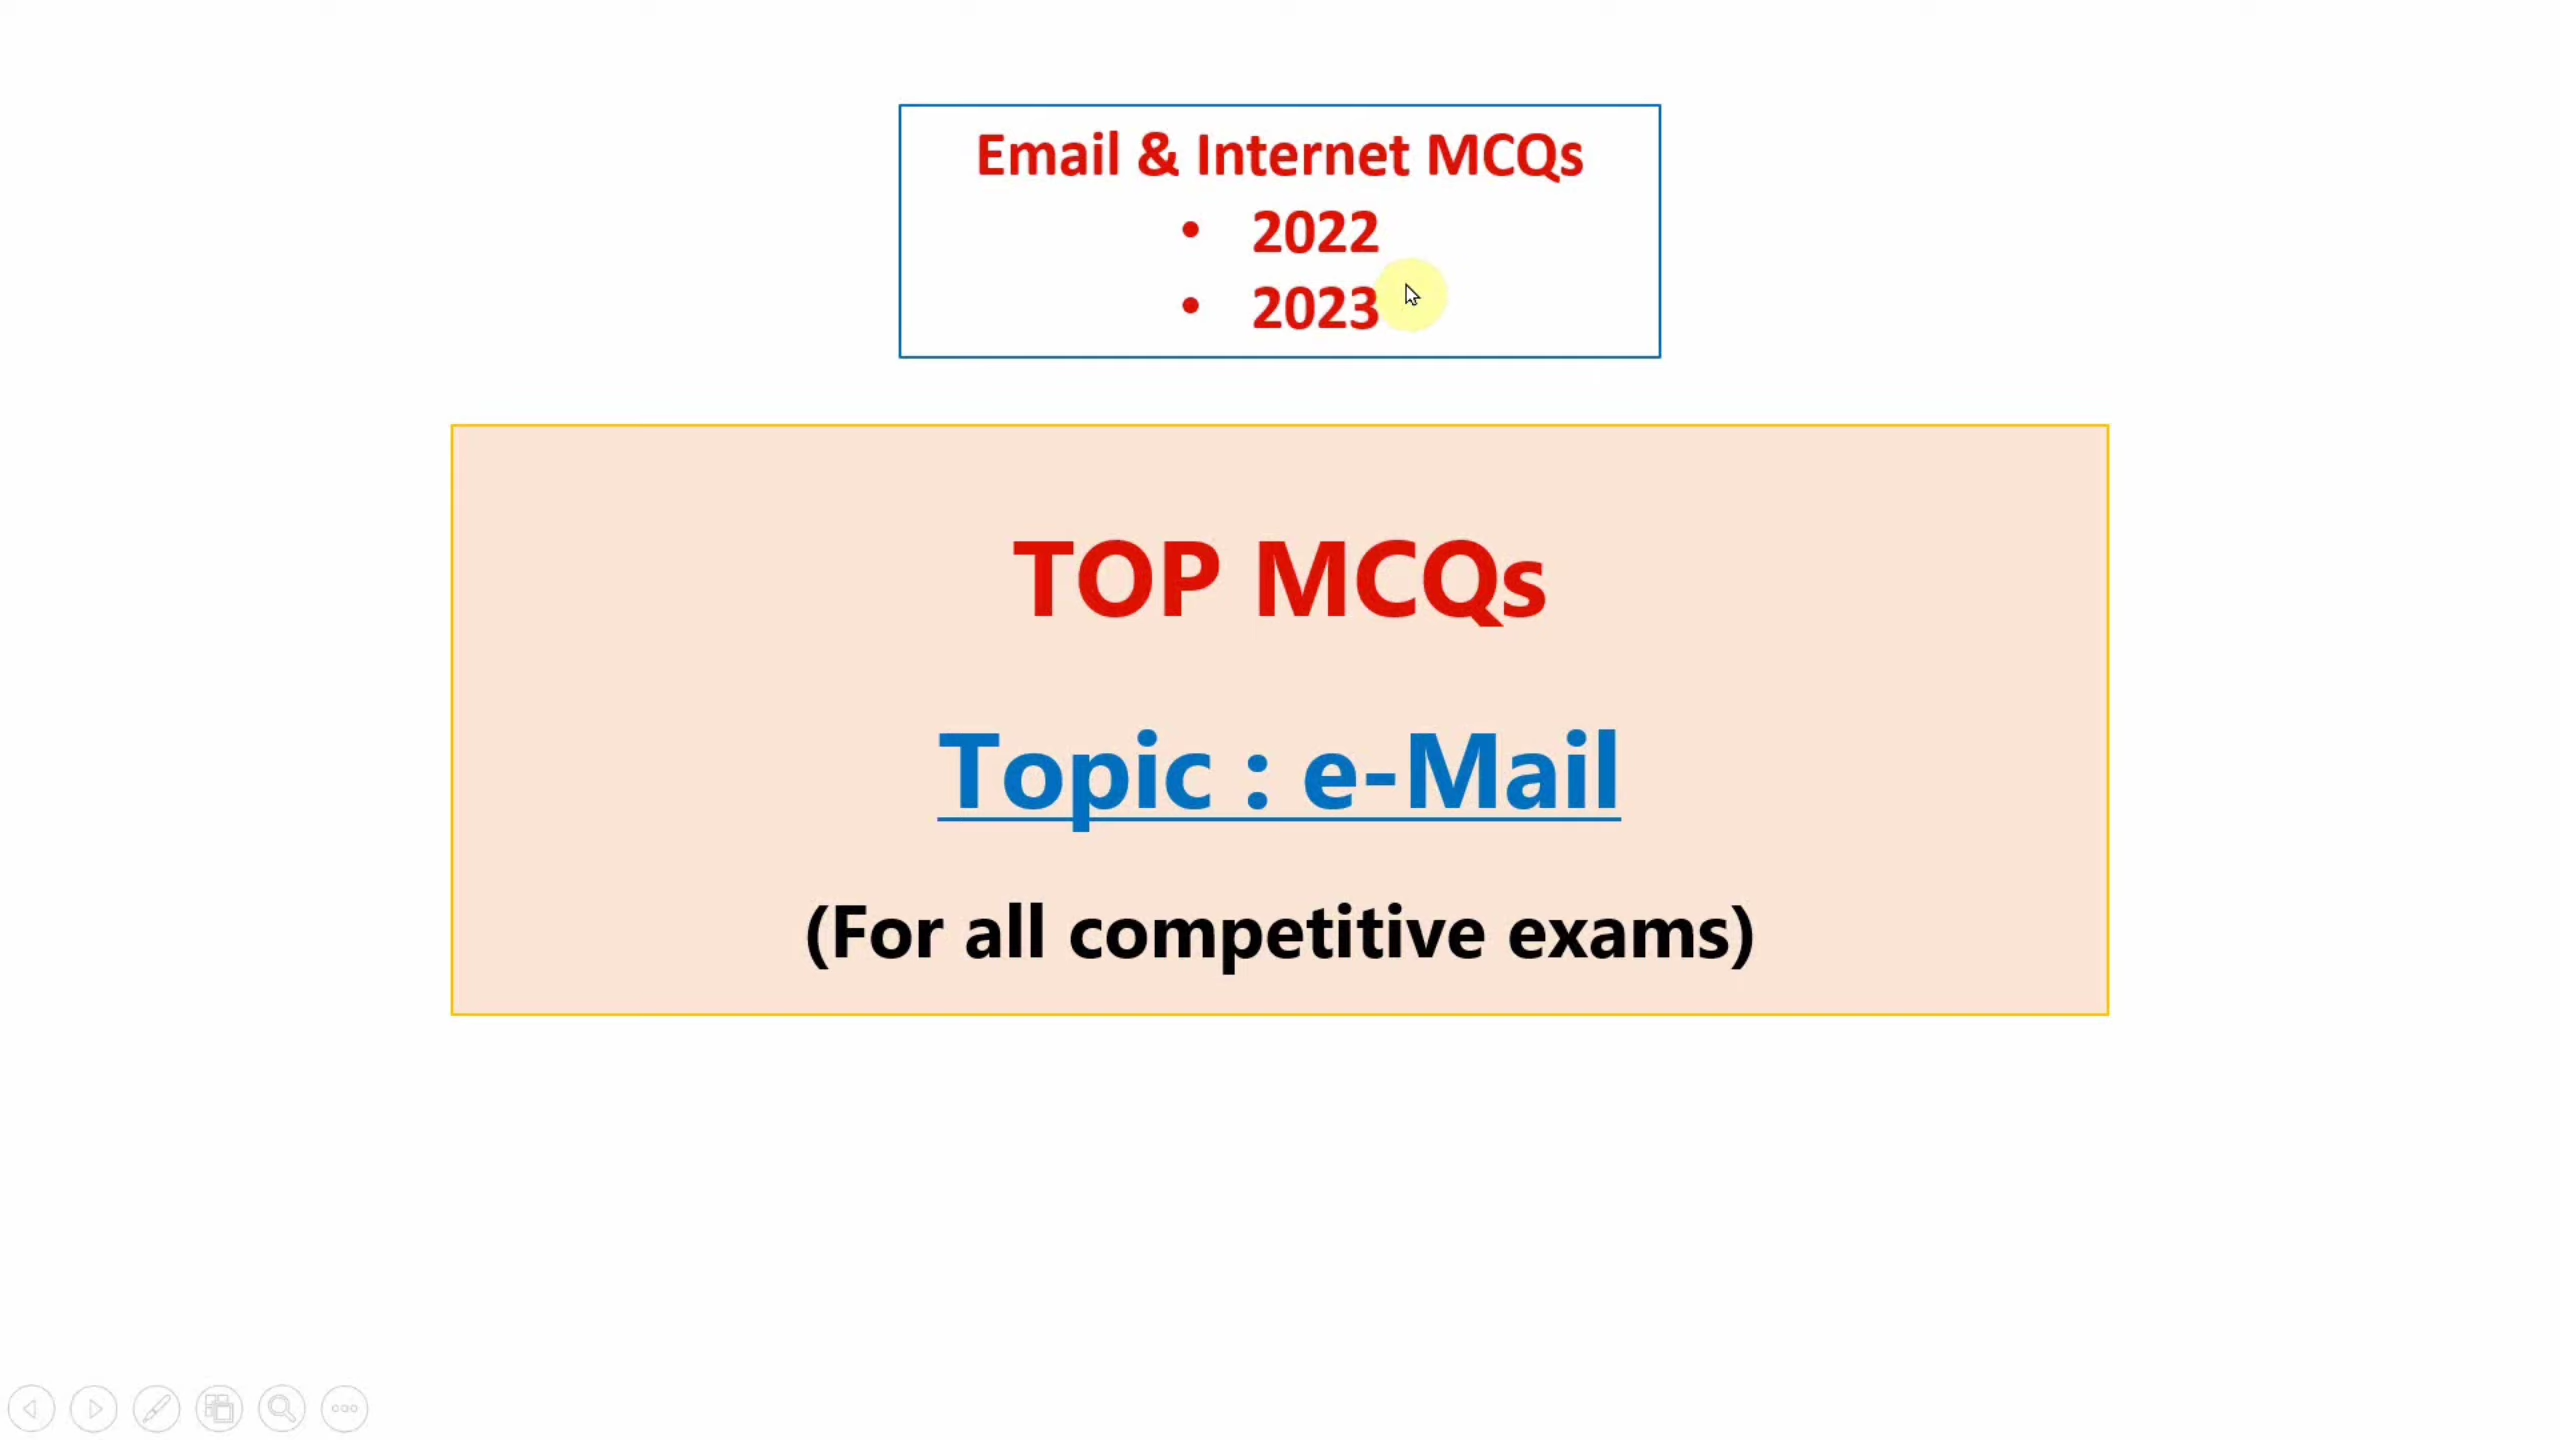 Email & Internet MCQs
• 2022
• 2023
TOP MCQs
Topic : e-Mail
(For all competitive exams)